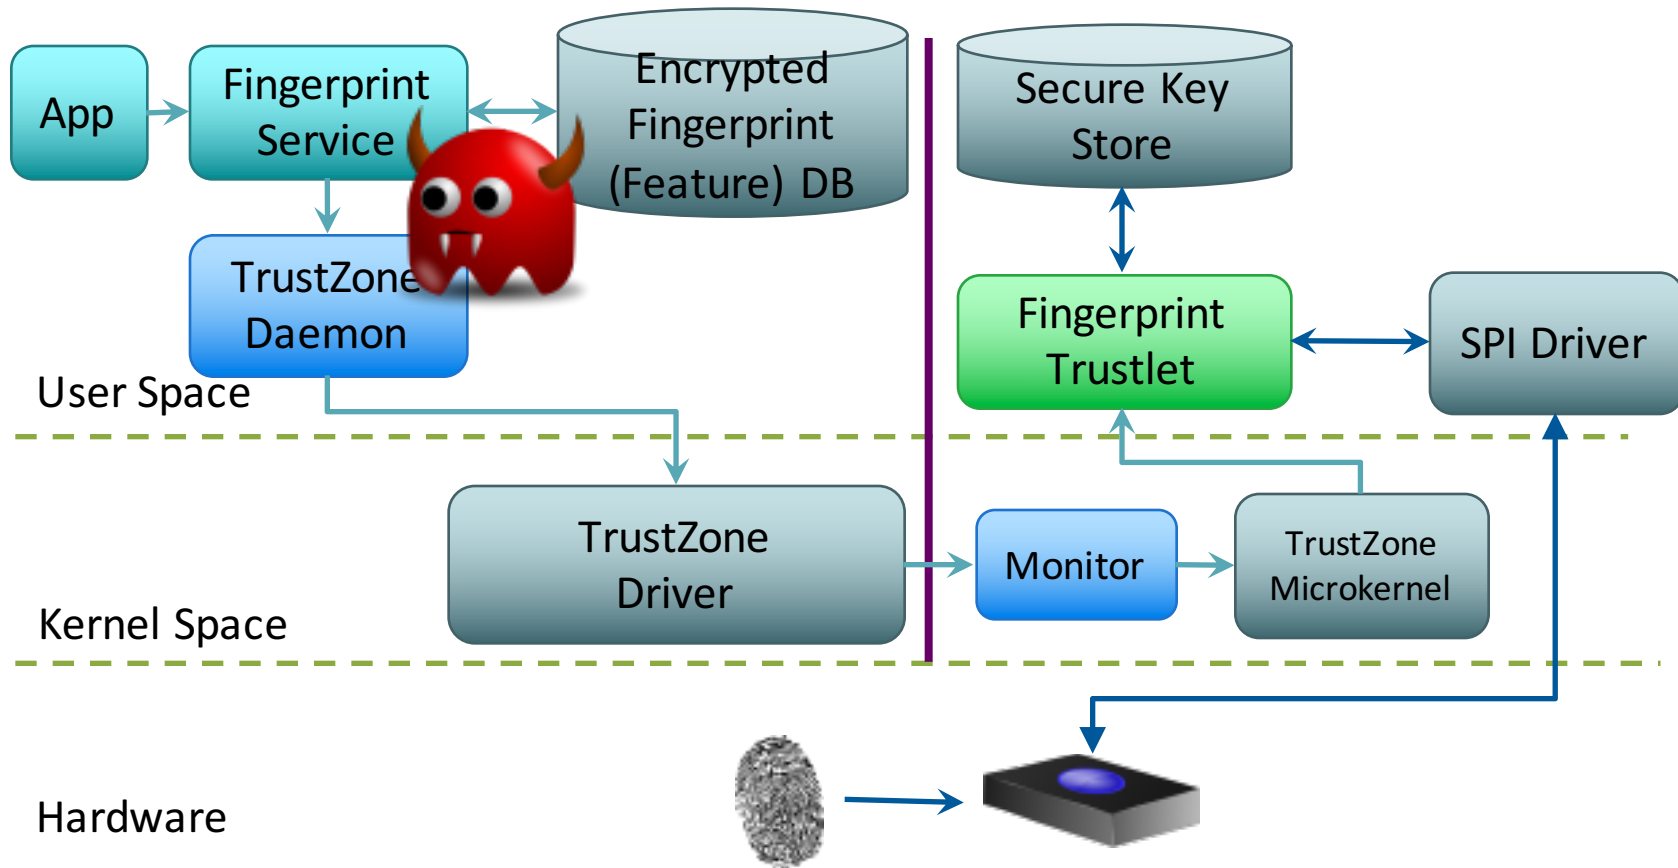 App
Fingerprint
Service
Encrypted
Fingerprint
(Feature) DB
Secure Key
Store
TrustZone
Daemon
Fingerprint
Trustlet
SPI Driver
User Space
TrustZone
Driver
Monitor
TrustZone
Microkernel
Kernel Space
Hardware